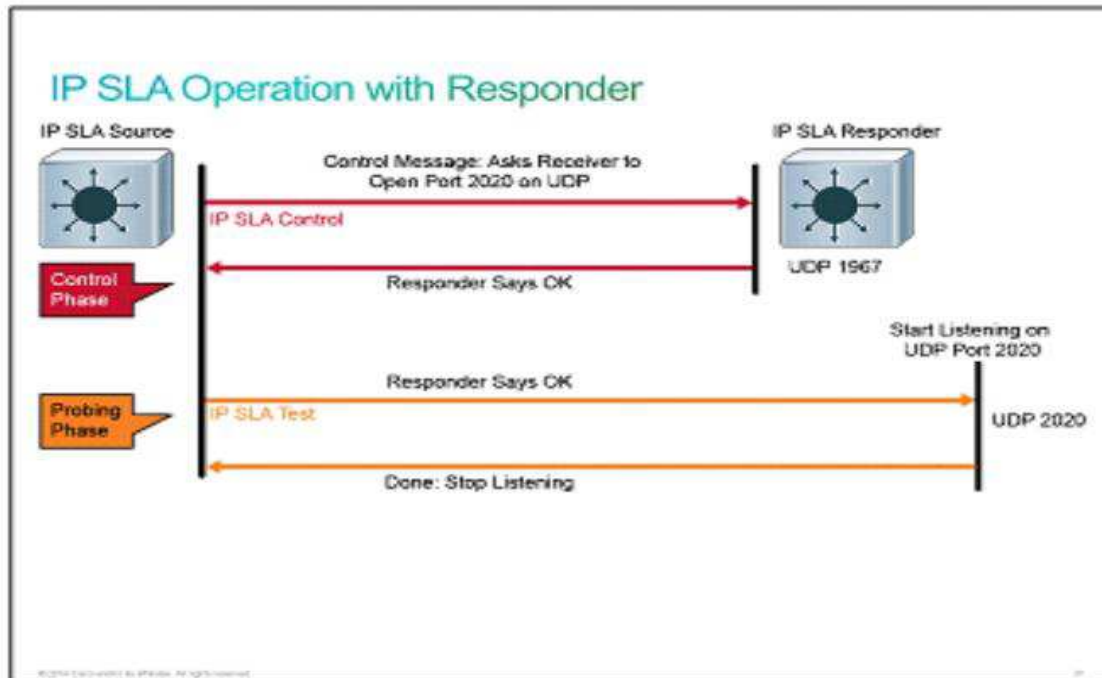 IP SLA Operation with Responder
IP SLA Source
IP SLA Responder
Control Message: Asks Receiver to
Open Port 2020 on UDP
IP SLA Control
UDP 1967
Control
Phase
Responder Says OK
Start Listening on
UDP Port 2020
Responder Says OK
Probing
Phase
IP SLA Test
UDP 2020
Done: Stop Listening